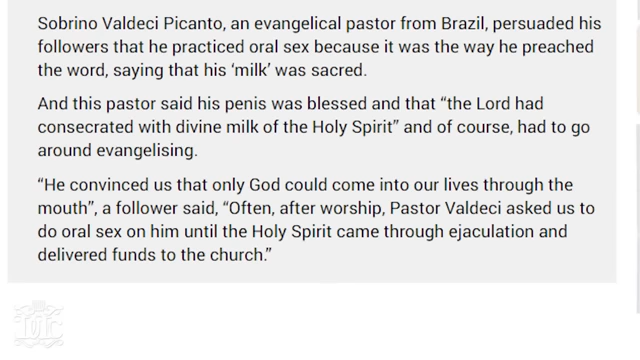 Sobrino Valdeci Picanto, an evangelical pastor from Brazil, persuaded his
followers that he practiced oral sex because it was the way he preached
the word, saying that his ‘milk’ was sacred.
And this pastor said his penis was blessed and that “the Lord had
consecrated with divine milk of the Holy Spirit” and of course, had to go
around evangelising.
“He convinced us that only God could come into our lives through the
mouth”, a follower said, “Often, after worship, Pastor Valdeci asked us to
do oral sex on him until the Holy Spirit came through ejaculation and
delivered funds to the church.”